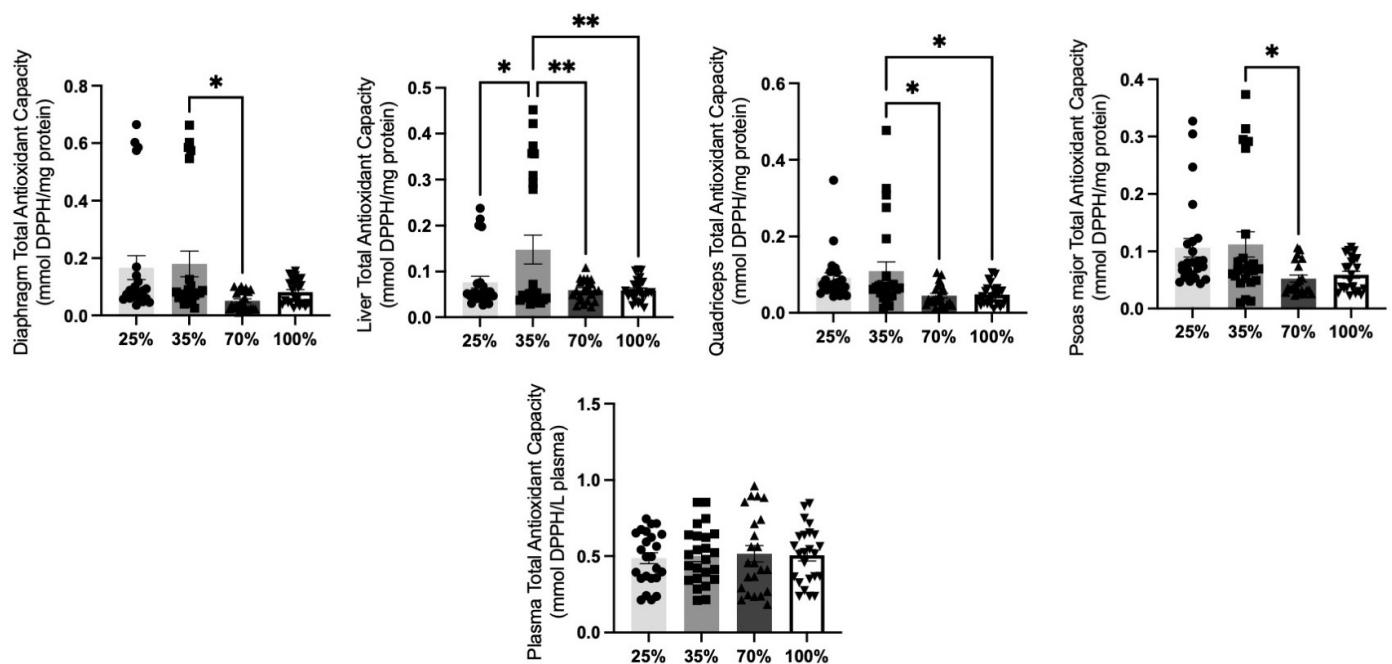 Diaphragm Total Antioxidant Capacity
(mmol DPPH/mg protein)
0.8
0.6
0.4
0.2
0.0
*
25% 35% 70% 100%
Liver Total Antioxidant Capacity
(mmol DPPH/mg protein)
0.5
0.4
0.3
0.2
0.1
0.0
**
* **
25% 35% 70% 100%
Quadriceps Total Antioxidant Capacity
(mmol DPPH/mg protein)
0.6
0.4
0.2
0.0
*
*
25% 35% 70% 100%
Psoas major Total Antioxidant Capacity
(mmol DPPH/mg protein)
0.4
0.3
0.2
0.1
0.0
*
25% 35% 70% 100%
Plasma Total Antioxidant Capacity
(mmol DPPH/L plasma)
1.5
1.0
0.5
0.0
25% 35% 70% 100%